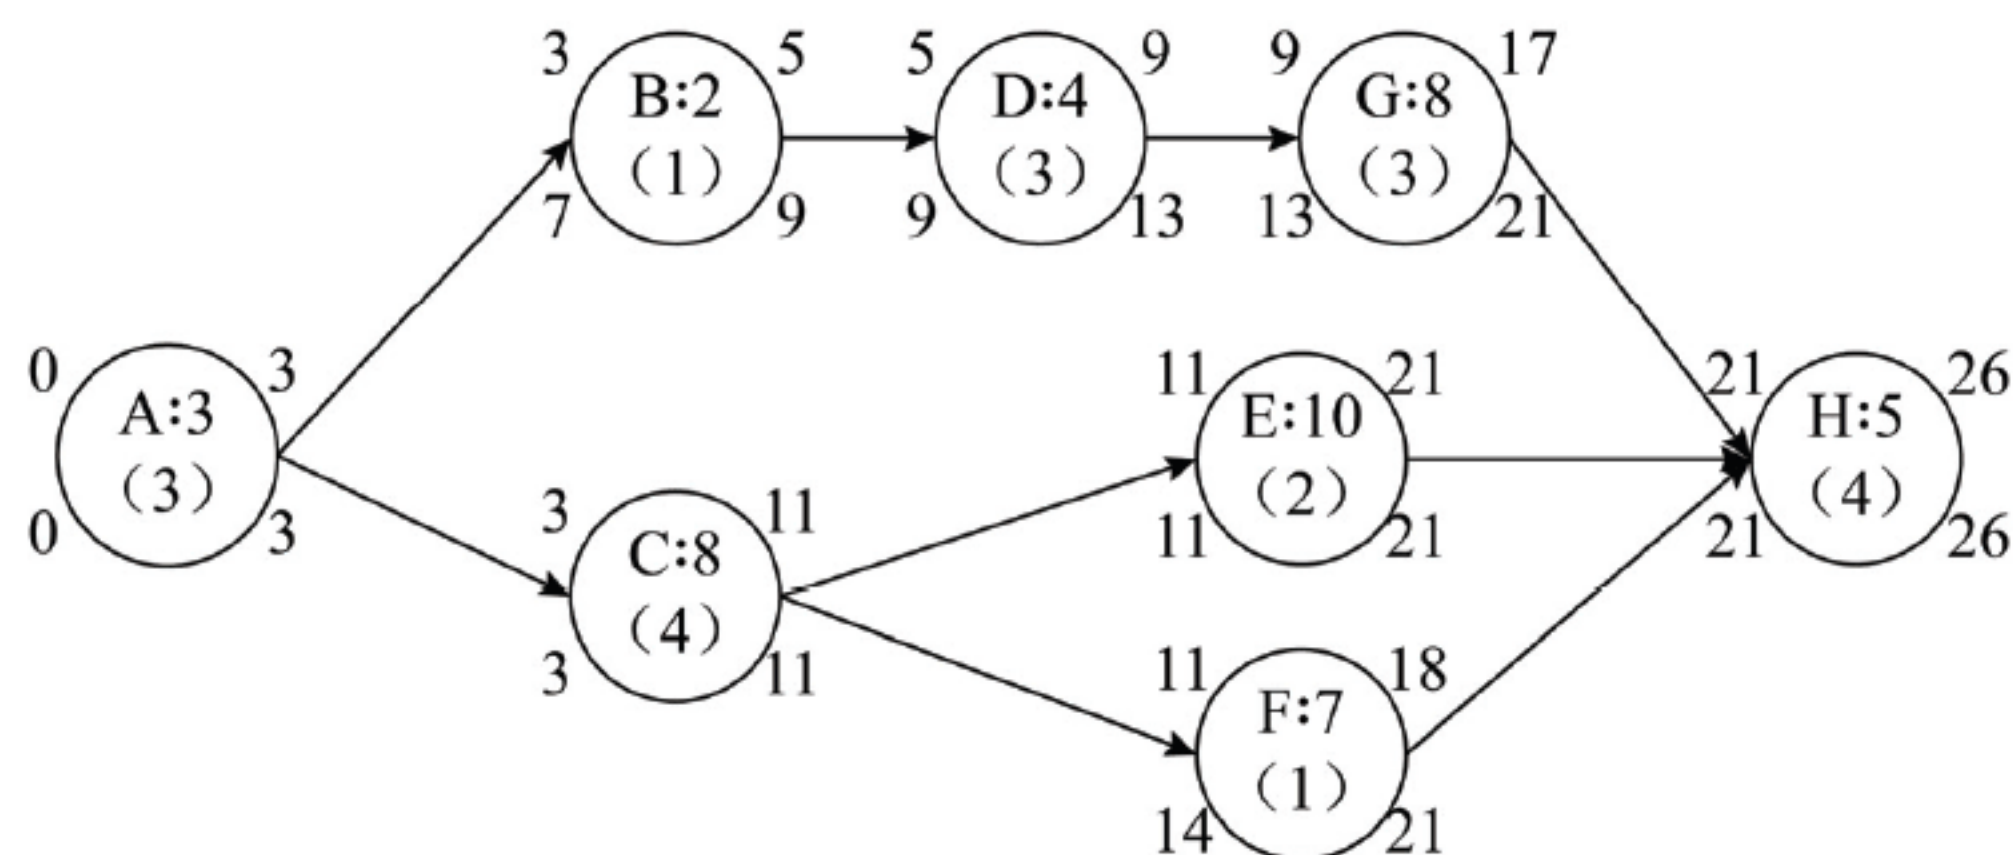 3 5 5 9 9 17
B:2 D:4 G:8
（1） （3） （3）
7 9 9 13 13 21
0 3 11 21 21 26
A:3 E:10 H:5
（3） （2） （4）
0 3 3 11 11 21 21 26
C:8
（4）
3 11 11 18
F:7
（1）
14 21